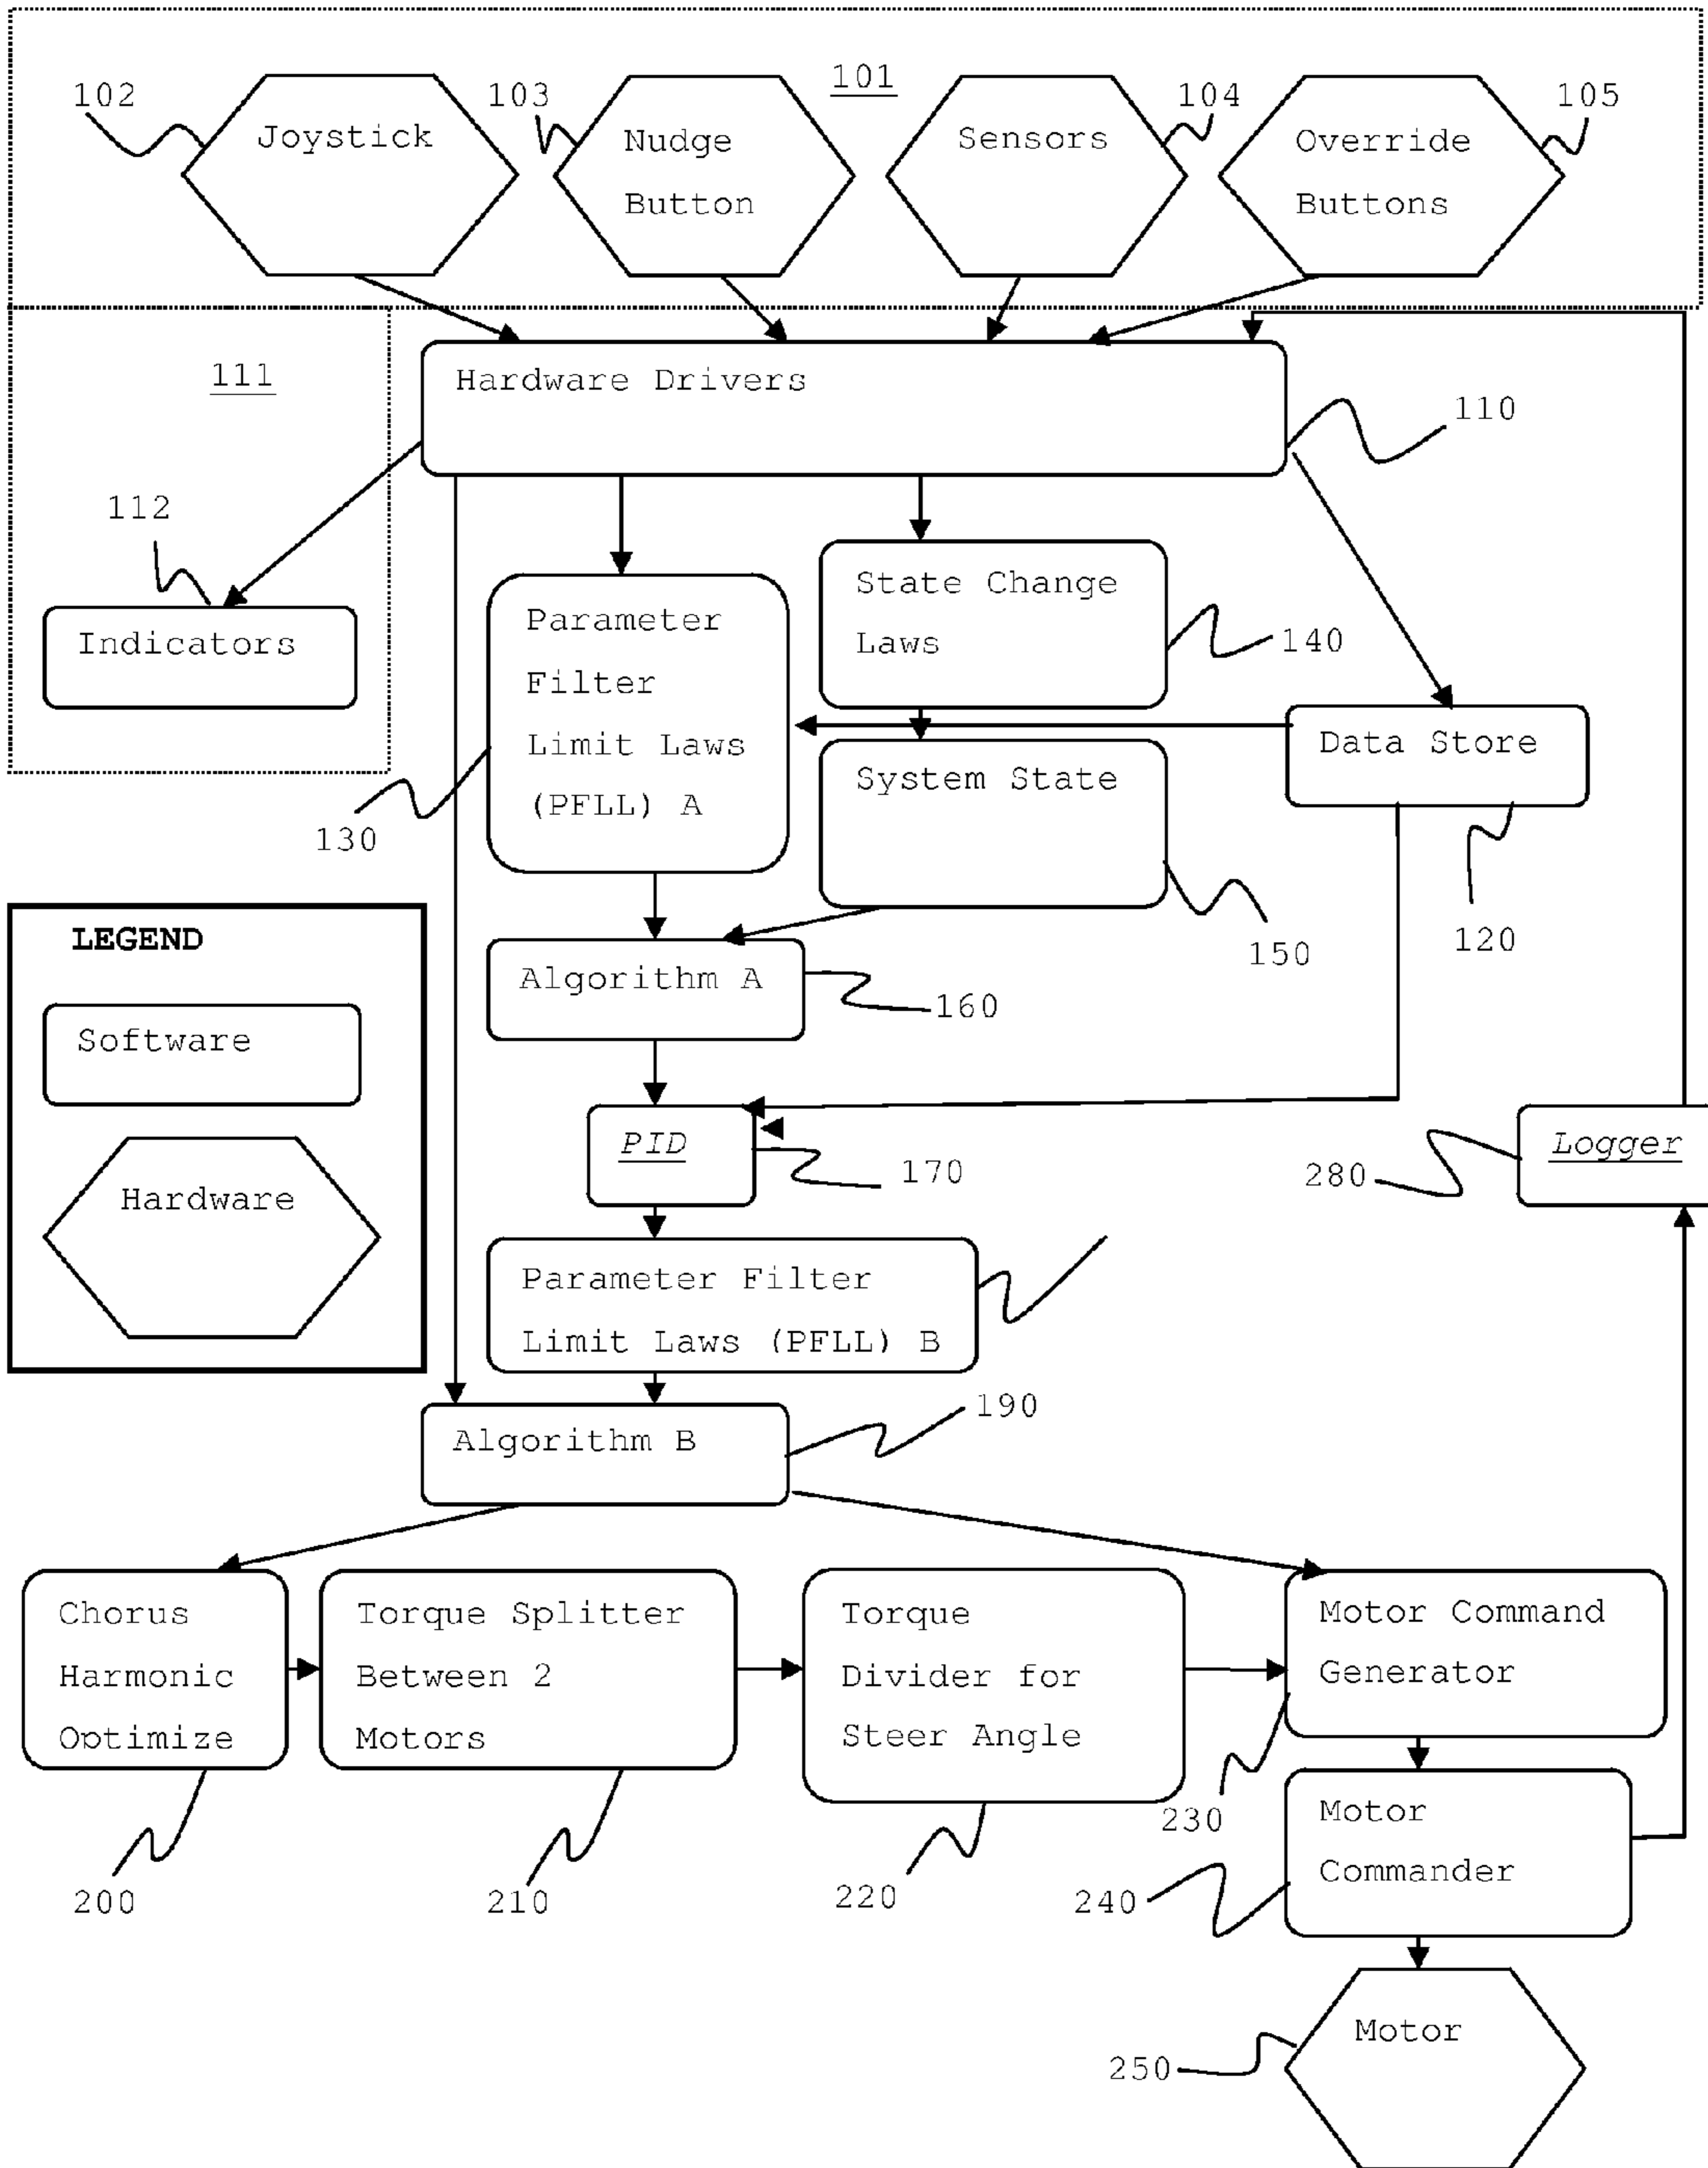 101
102
103
104
105
Joystick
Nudge
Button
Sensors
Override
Buttons
111
Hardware Drivers
110
112
Indicators
Parameter
Filter
Limit Laws
(PFLL) A
130
State Change
Laws
140
System State
150
Data Store
120
LEGEND
Software
Hardware
Algorithm A
160
PID
170
Logger
280
Parameter Filter
Limit Laws (PFLL) B
Algorithm B
190
Chorus
Harmonic
Optimize
200
Torque Splitter
Between 2
Motors
210
Torque
Divider for
Steer Angle
220
Motor Command
Generator
230
Motor
Commander
240
Motor
250